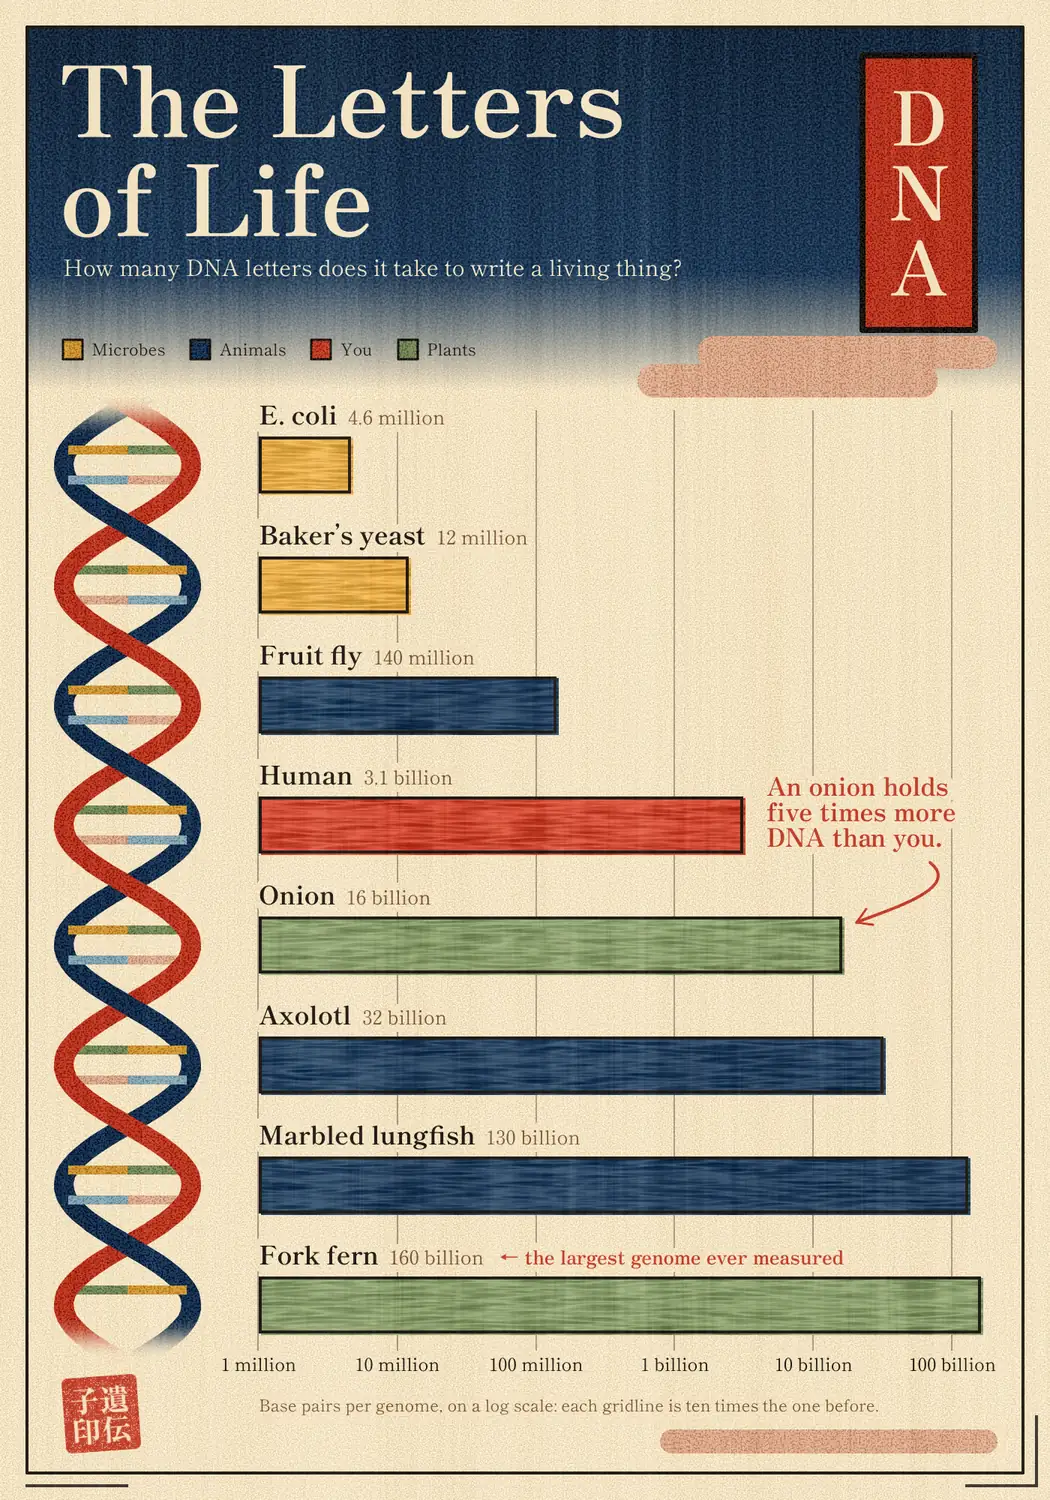 The Letters
of Life
How many DNA letters does it take to write a living thing?
D
N
A
Microbes
Animals
You
Plants
E. coli 4.6 million
Baker's yeast 12 million
Fruit fly 140 million
Human 3.1 billion
An onion holds
five times more
DNA than you.
Onion 16 billion
Axolotl 32 billion
Marbled lungfish 130 billion
Fork fern 160 billion ← the largest genome ever measured
1 million
10 million
100 million
1 billion
10 billion
100 billion
Base pairs per genome, on a log scale: each gridline is ten times the one before.
遺伝
子印